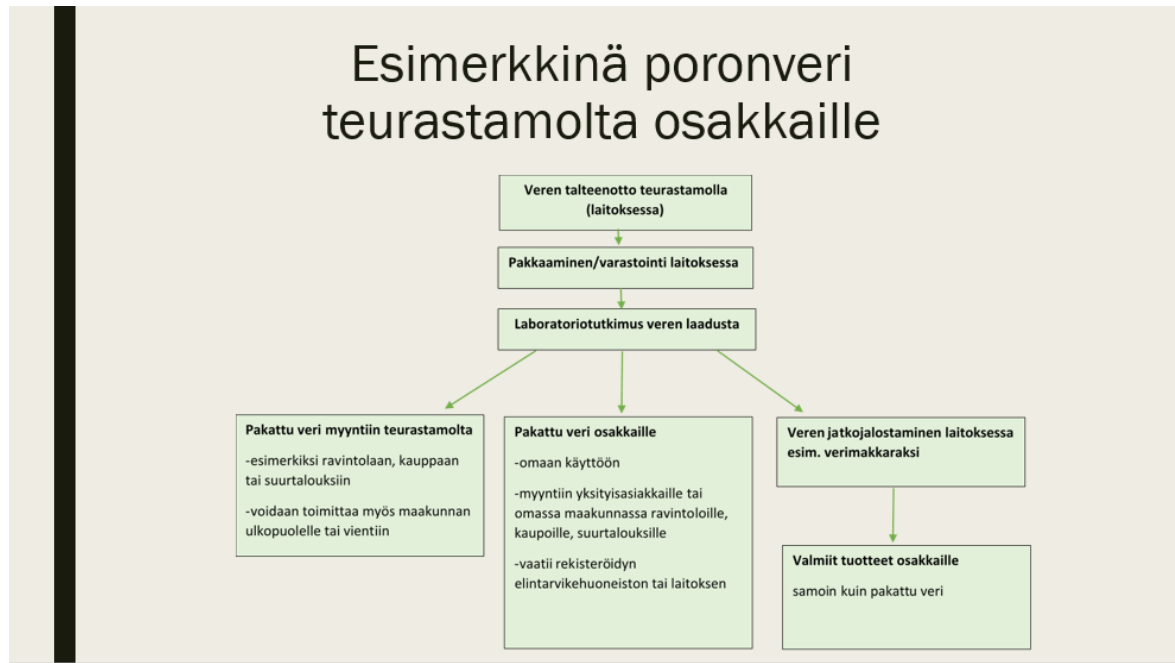 Esimerkkinä poronveri
teurastamolta osakkaille
Veren talteenotto teurastamolla
(laitoksessa)
Pakkaaminen/varastointi laitoksessa
Laboratoriotutkimus veren laadusta
Pakattu veri myyntiin teurastamolta
-esimerkiksi ravintolaan, kauppaan
tai suurtalouksiin
-voidaan toimittaa myös maakunnan
ulkopuolelle tai vientiin
Pakattu veri osakkaille
-omaan käyttöön
-myyntiin yksityisasiakkaille tai
omassa maakunnassa ravintoloille,
kaupoille, suurtalouksille
-vaatii rekisteröidyn
elintarvikehuoneiston tai laitoksen
Veren jatkojalostaminen laitoksessa
esim. verimakkaraksi
Valmiit tuotteet osakkaille
samoin kuin pakattu veri